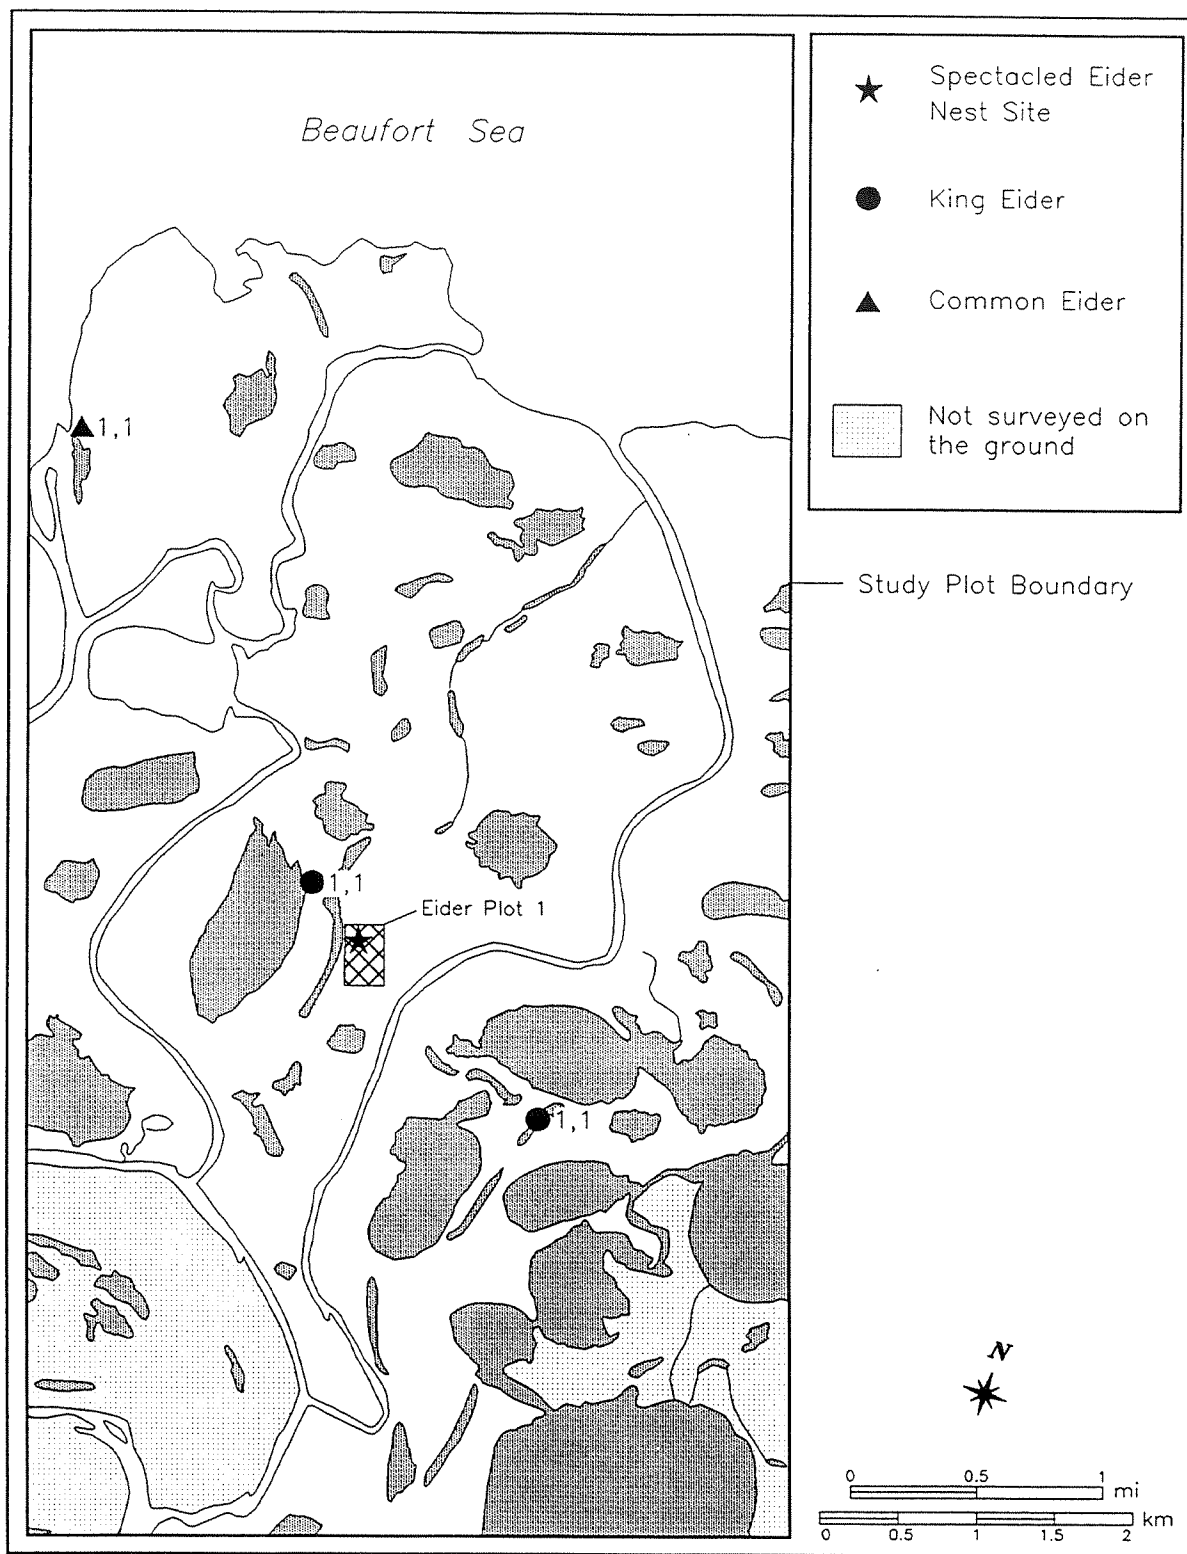 Beaufort Sea
Spectacled Eider
Nest Site
King Eider
Common Eider
Not surveyed on
the ground
1,1
Study Plot Boundary
1,1
Eider Plot 1
1,1
N
0 0.5 1
mi
km
0 0.5 1 1.5 2